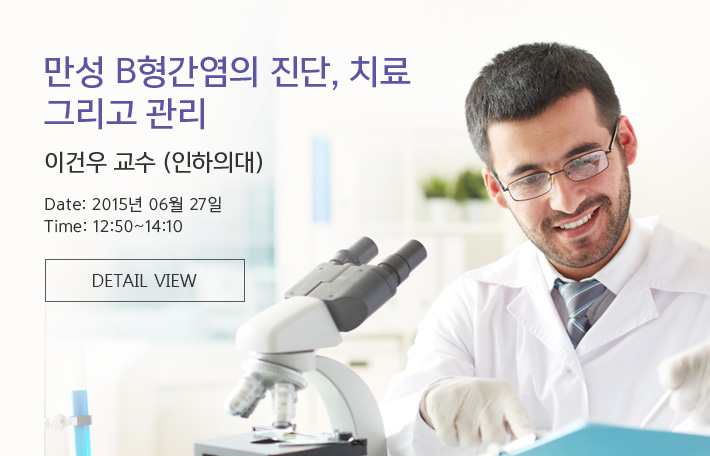 만성 B형간염의 진단, 치료
그리고 관리
이건우 교수 (인하의대)
Date: 2015년 06월 27일
Time: 12:50~14:10
DETAIL VIEW